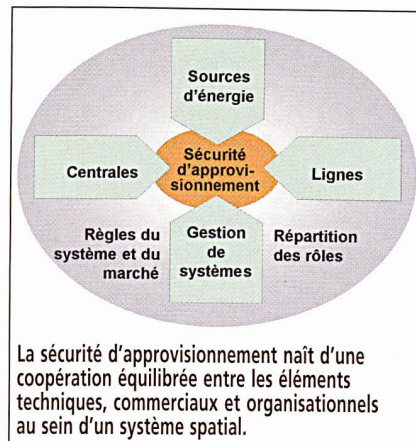 Sources
d'énergie
Centrales
Sécurité
d'approvi-
sionnement
Lignes
Règles du
système et du
marché
Gestion
de
systèmes
Répartition
des rôles
La sécurité d'approvisionnement naît d'une
coopération équilibrée entre les éléments
techniques, commerciaux et organisationnels
au sein d'un système spatial.